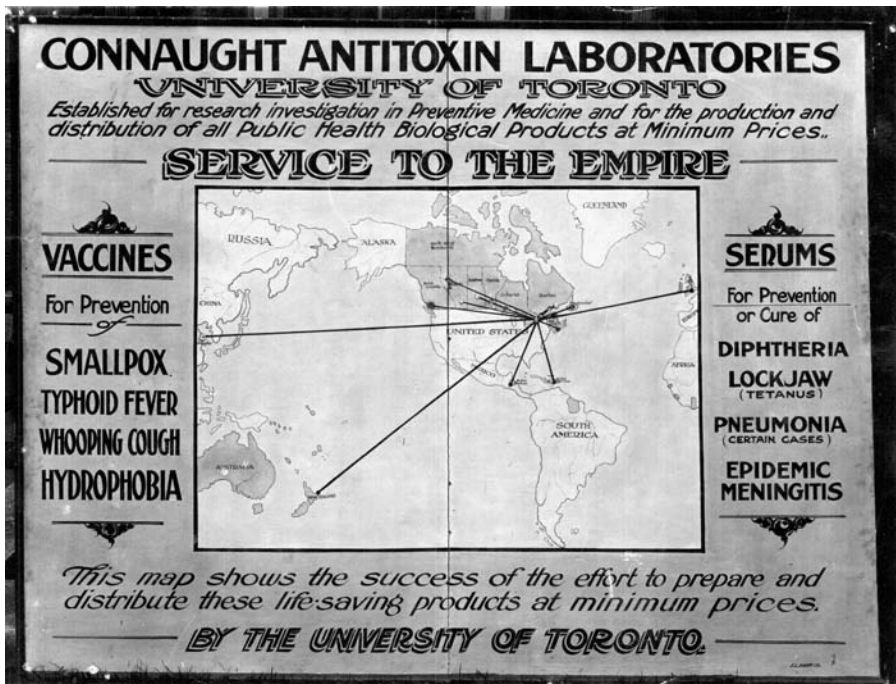 CONNAUGHT ANTITOXIN LABORATORIES
UNIVERSITY OF TORONTO
Established for research investigation in Preventive Medicine and for the production and
distribution of all Public Health Biological Products at Minimum Prices..
SERVICE TO THE EMPIRE
VACCINES
For Prevention
of
SMALLPOX
TYPHOID FEVER
WHOOPING COUGH
HYDROPHOBIA
GREENLAND
RUSSIA
ALASKA
CHINA
UNITED STATES
MEXICO
AFRICA
SOUTH
AMERICA
AUSTRALIA
SERUMS
For Prevention
or Cure of
DIPHTHERIA
LOCKJAW
(TETANUS)
PNEUMONIA
(CERTAIN CASES)
EPIDEMIC
MENINGITIS
This map shows the success of the effort to prepare and
distribute these life-saving products at minimum prices.
BY THE UNIVERSITY OF TORONTO.